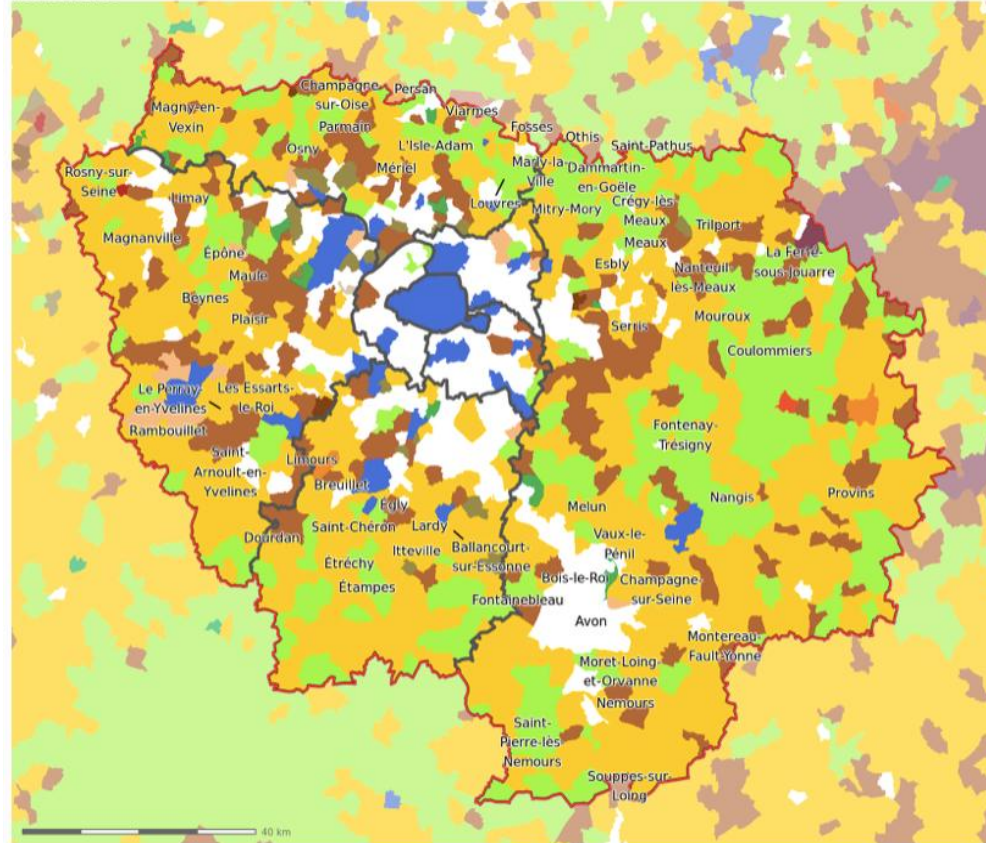 Champagne-
sur-Oise
Persan
Magny-en-
Vexin
Viarmes
Parmain
Fosses
Othis
Osny
L'Isle-Adam
Saint-Pathus
Mériel
Marly-la-
Ville
Dammartin-
en-Goële
Rosny-sur-
Seine
Limay
Louvres
Mitry-Mory
Crégy-lès-
Meaux
Trilport
Magnanville
Meaux
Épône
Esbly
Nanteuil-
lès-Meaux
La Ferté-
sous-Jouarre
Maule
Beynes
Plaisir
Serris
Mouroux
Coulommiers
Le Perray-
en-Yvelines
Les Essarts-
le-Roi
Rambouillet
Fontenay-
Trésigny
Saint-
Arnoult-en-
Yvelines
Limours
Breuillet
Égly
Melun
Nangis
Provins
Dourdan
Saint-Chéron
Lardy
Vaux-le-
Pénil
Itteville
Ballancourt-
sur-Essonne
Étréchy
Étampes
Bois-le-Roi
Champagne-
sur-Seine
Fontainebleau
Avon
Montereau-
Fault-Yonne
Moret-Loing-
et-Orvanne
Nemours
Saint-
Pierre-lès-
Nemours
Souppes-sur-
Loing
40 km